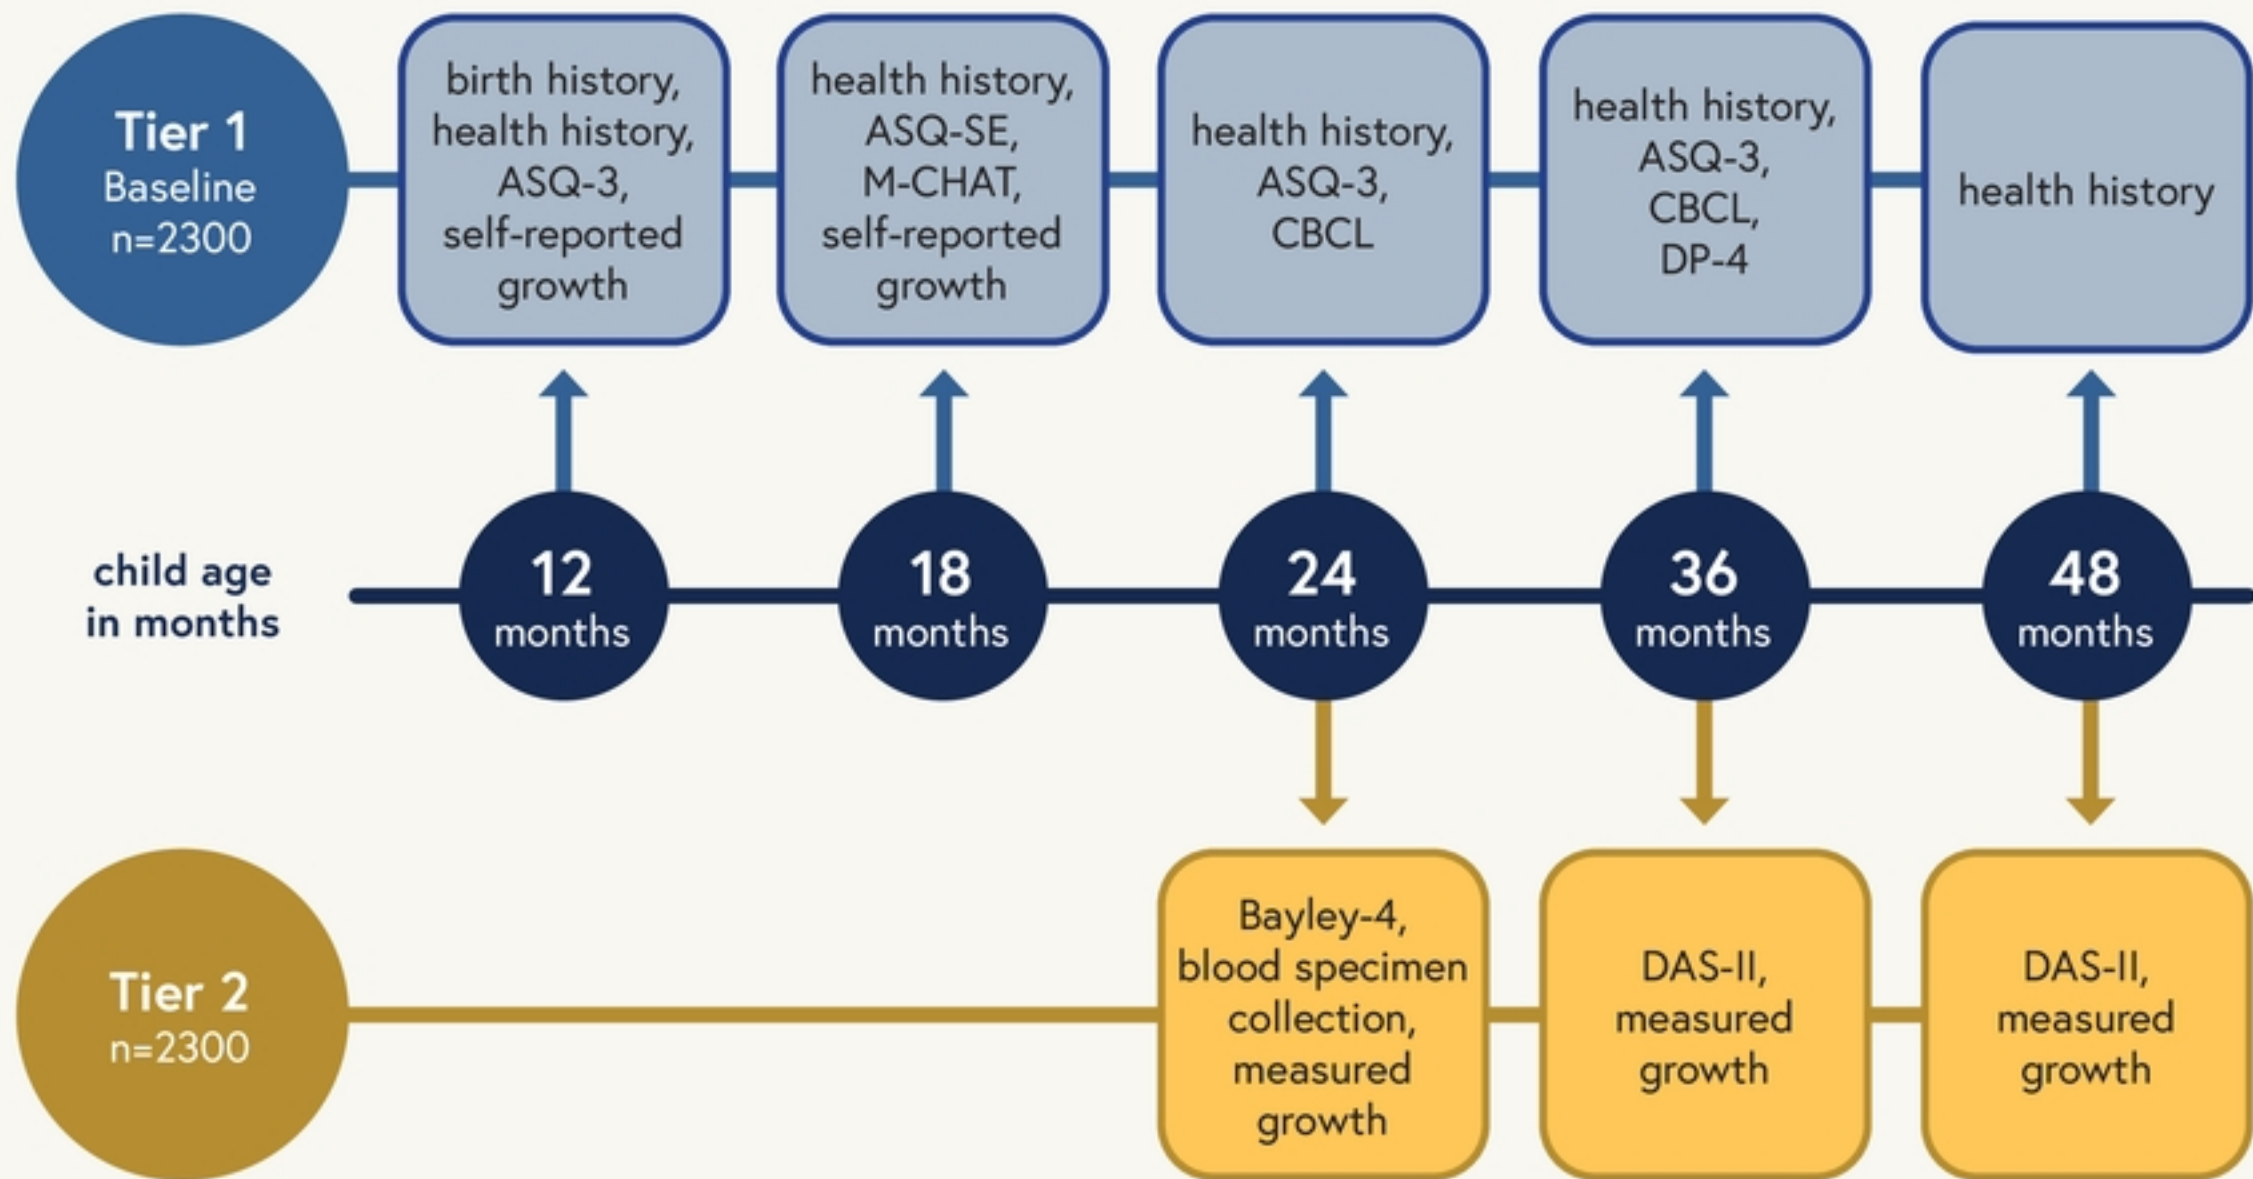 Tier 1
Baseline
n=2300
birth history,
health history,
ASQ-3,
self-reported
growth
health history,
ASQ-SE,
M-CHAT,
self-reported
growth
health history,
ASQ-3,
CBCL
health history,
ASQ-3,
CBCL,
DP-4
health history
child age
in months
12
months
18
months
24
months
36
months
48
months
Tier 2
n=2300
Bayley-4,
blood specimen
collection,
measured
growth
DAS-II,
measured
growth
DAS-II,
measured
growth